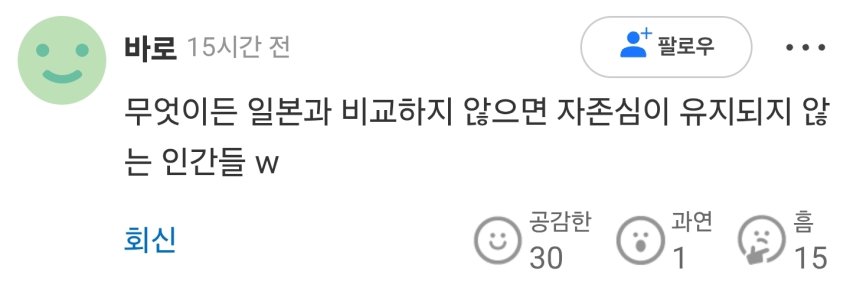 바로 15시간 전 팔로우
무엇이든 일본과 비교하지 않으면 자존심이 유지되지 않
는 인간들 w
회신 공감한 30 과연 1 흠 15